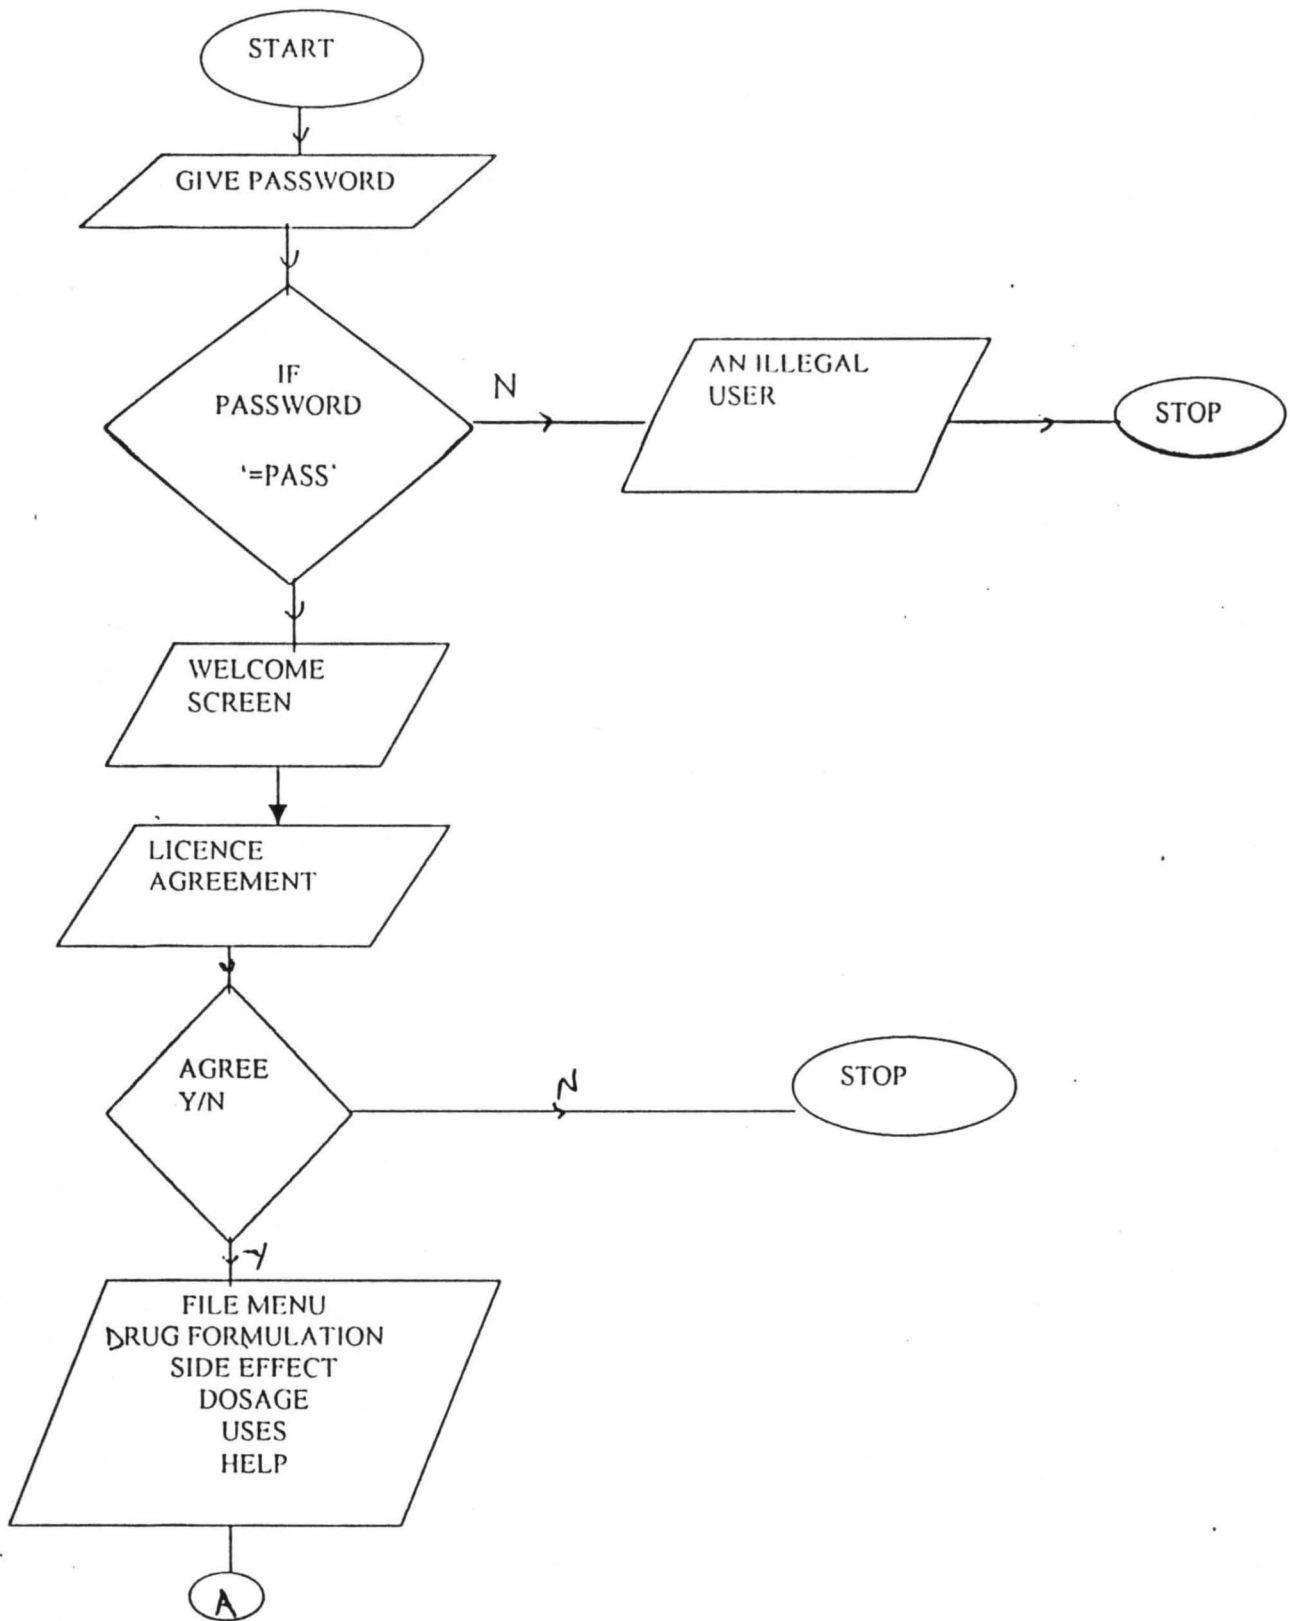 START
GIVE PASSWORD
IF
PASSWORD
‘=PASS‘
N
AN ILLEGAL
USER
STOP
WELCOME
SCREEN
LICENCE
AGREEMENT
AGREE
Y/N
N
STOP
Y
FILE MENU
DRUG FORMULATION
SIDE EFFECT
DOSAGE
USES
HELP
A